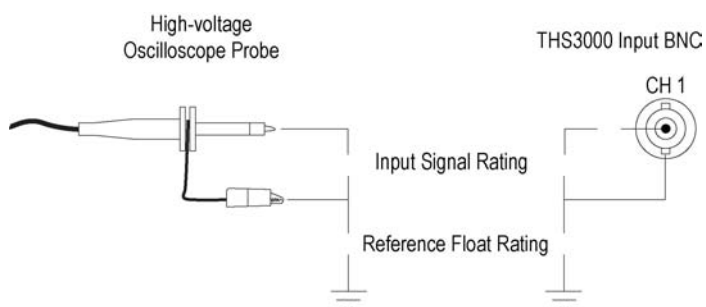 High-voltage
Oscilloscope Probe
THS3000 Input BNC
CH 1
Input Signal Rating
Reference Float Rating